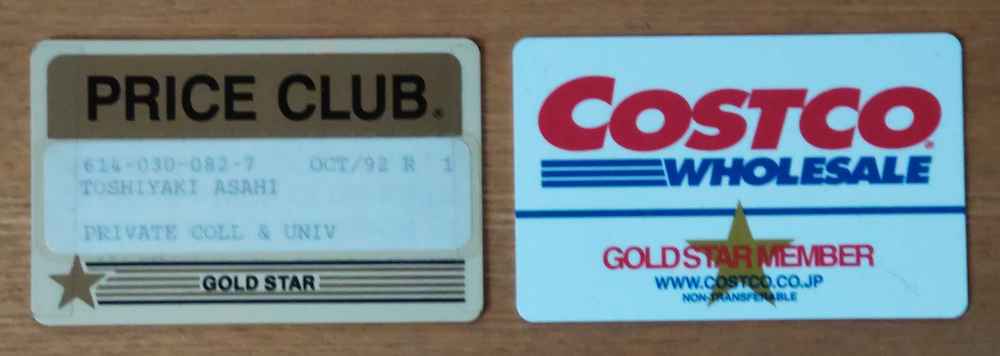 PRICE CLUB®
614-030-082-7 OCT/92 R 1
TOSHIYAKI ASAHI
PRIVATE COLL & UNIV
GOLD STAR
COSTCO®
WHOLESALE
GOLD STAR MEMBER
WWW.COSTCO.CO.JP
NON-TRANSFERABLE